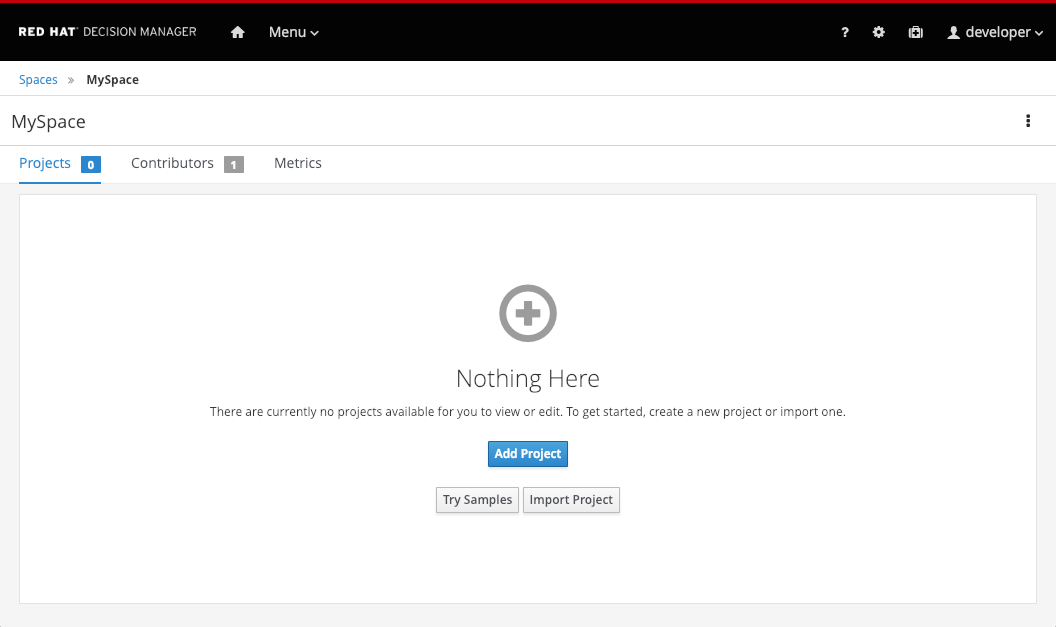 RED HAT DECISION MANAGER Menu ? developer
Spaces » MySpace
MySpace
Projects 0 Contributors 1 Metrics
Nothing Here
There are currently no projects available for you to view or edit. To get started, create a new project or import one.
Add Project
Try Samples Import Project